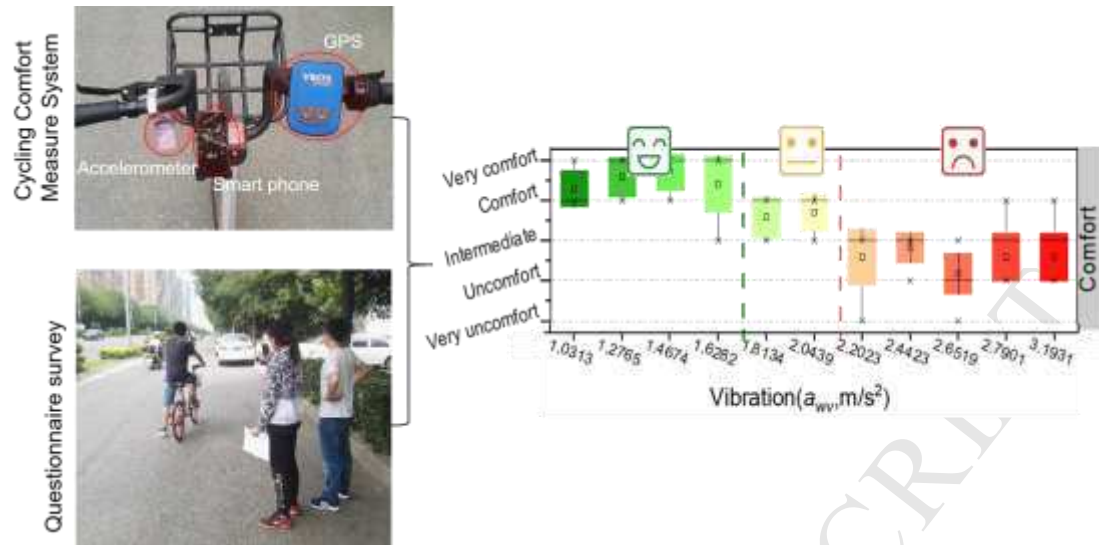 Cycling Comfort
Measure System
GPS
Accelerometer
Smart phone
Questionnaire survey
Very comfort
Comfort
Intermediate
Uncomfort
Very uncomfort
1.0313
1.2765
1.4674
1.6262
1.8134
2.0439
2.2023
2.4423
2.6519
2.7901
3.1931
Vibration(awv,m/s²)
Comfort